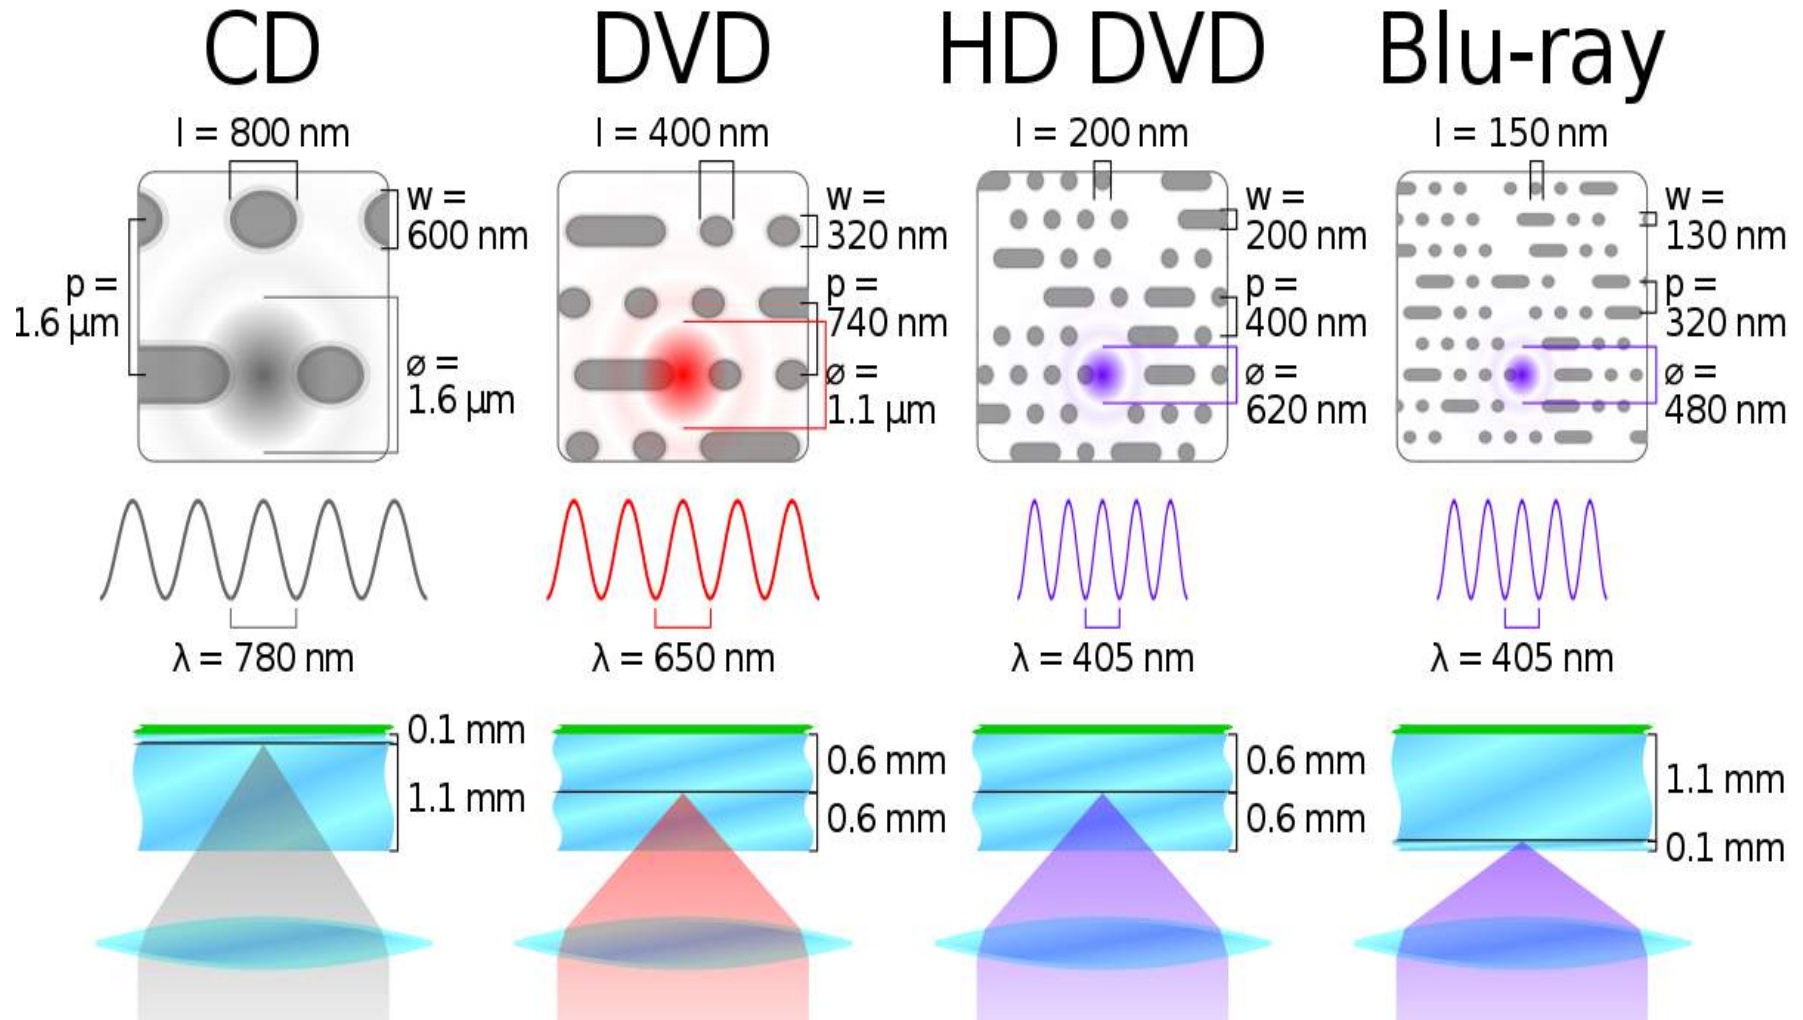 CD
DVD
HD DVD
Blu-ray
l = 800 nm
l = 400 nm
l = 200 nm
l = 150 nm
w =
600 nm
p =
1.6 µm
ø =
1.6 µm
w =
320 nm
p =
740 nm
ø =
1.1 µm
w =
200 nm
p =
400 nm
ø =
620 nm
w =
130 nm
p =
320 nm
ø =
480 nm
λ = 780 nm
λ = 650 nm
λ = 405 nm
λ = 405 nm
0.1 mm
1.1 mm
0.6 mm
0.6 mm
0.6 mm
0.6 mm
1.1 mm
0.1 mm